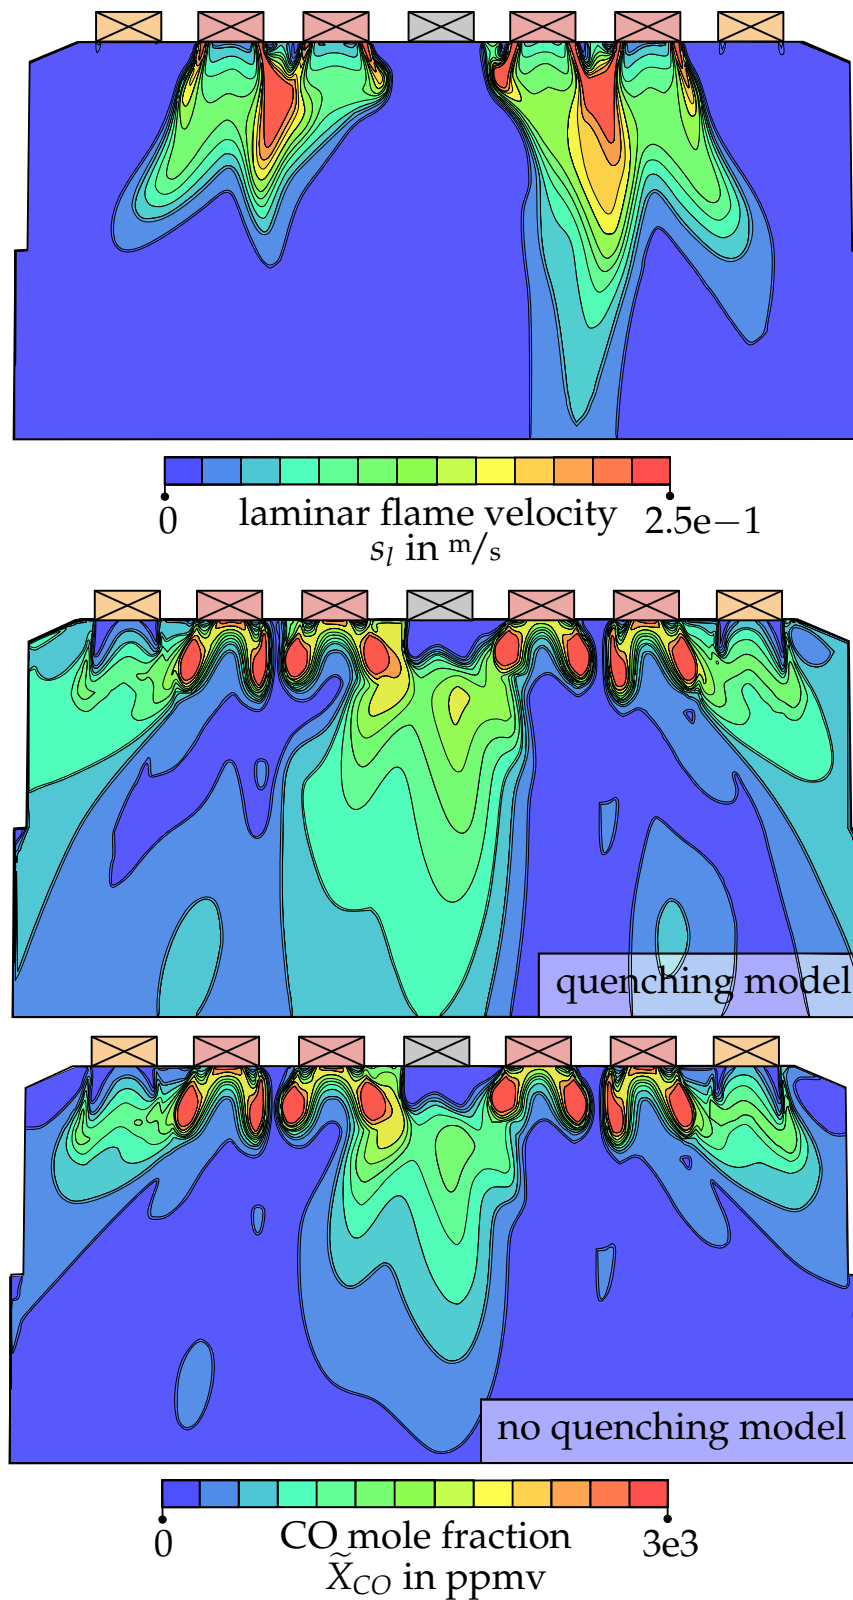 0 laminar flame velocity 2.5e−1
s_l in m/s
quenching model
no quenching model
0 CO mole fraction 3e3
X̃_CO in ppmv